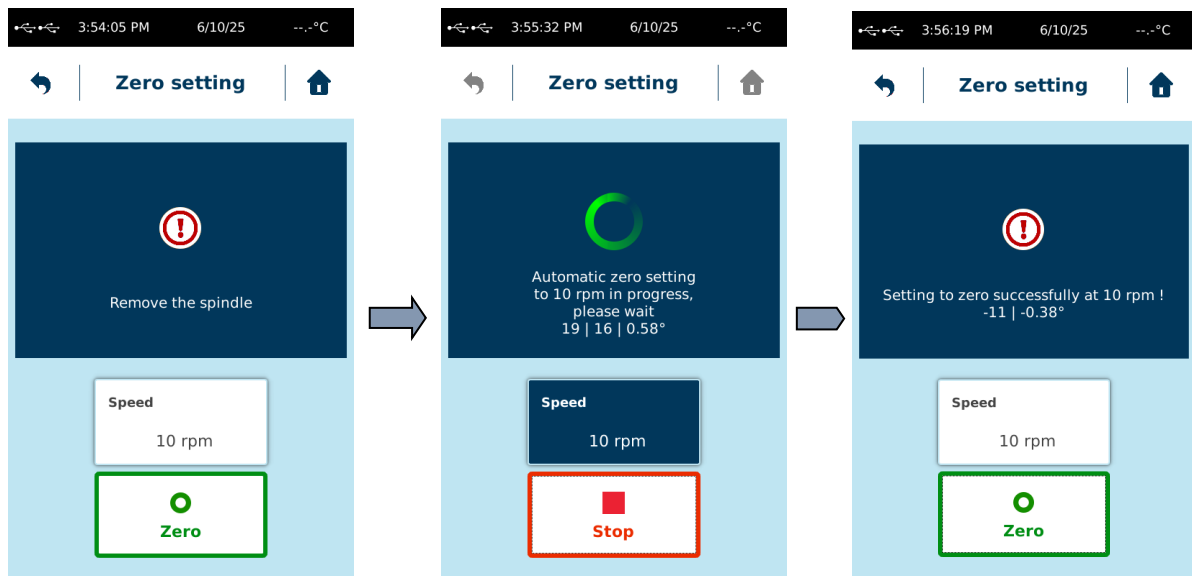 3:54:05 PM 6/10/25 --.-°C
Zero setting
Remove the spindle
Speed
10 rpm
Zero
3:55:32 PM 6/10/25 --.-°C
Zero setting
Automatic zero setting
to 10 rpm in progress,
please wait
19 | 16 | 0.58°
Speed
10 rpm
Stop
3:56:19 PM 6/10/25 --.-°C
Zero setting
Setting to zero successfully at 10 rpm !
-11 | -0.38°
Speed
10 rpm
Zero